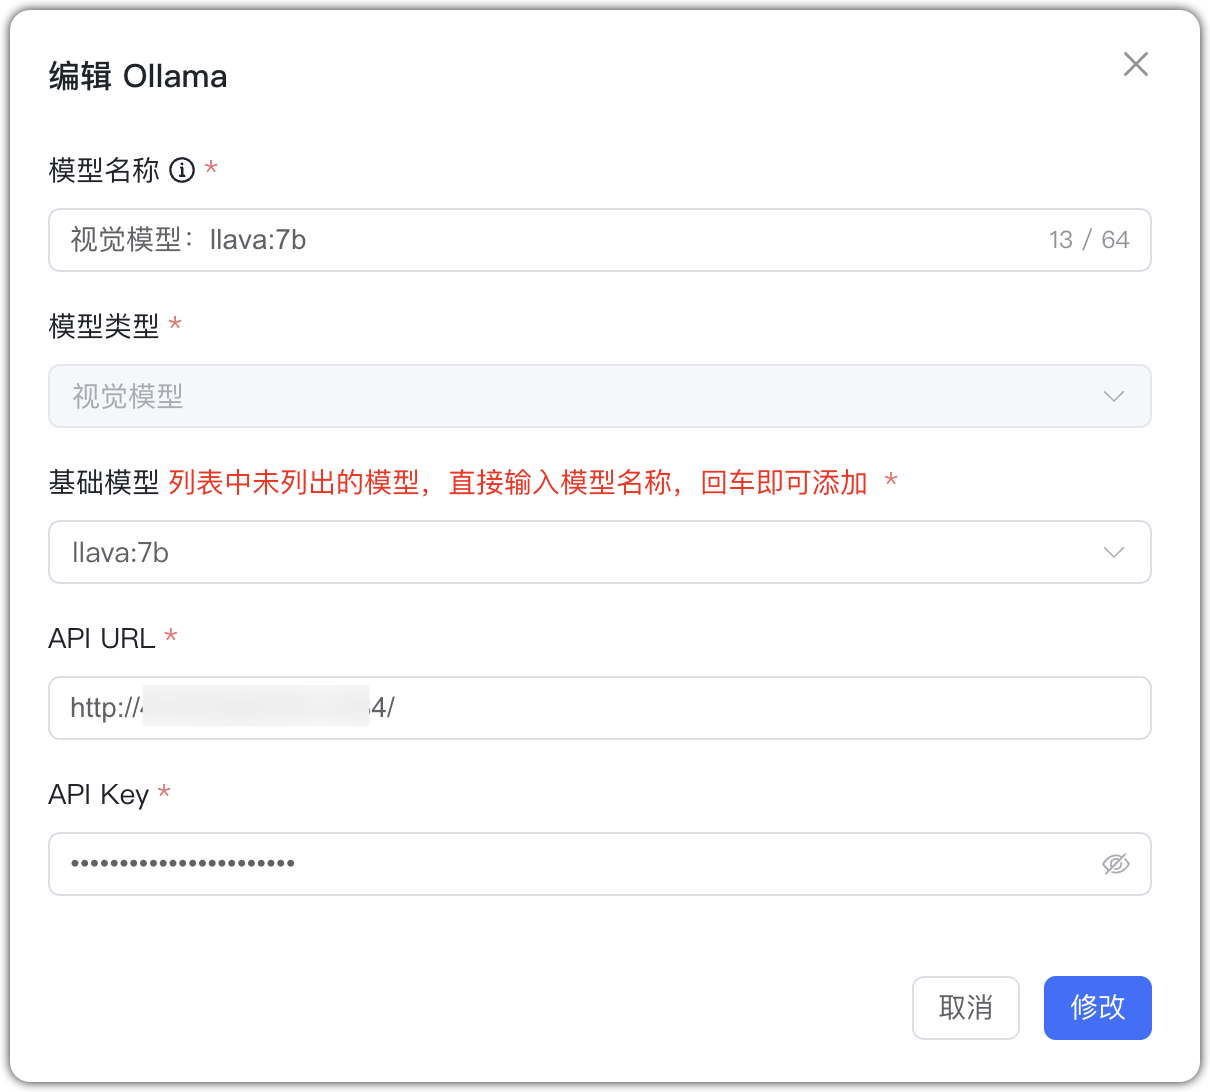 编辑 Ollama
模型名称 *
视觉模型：llava:7b 13 / 64
模型类型 *
视觉模型
基础模型 列表中未列出的模型，直接输入模型名称，回车即可添加 *
llava:7b
API URL *
http:// 4/
API Key *
•••••••••••••••••••••••
取消 修改